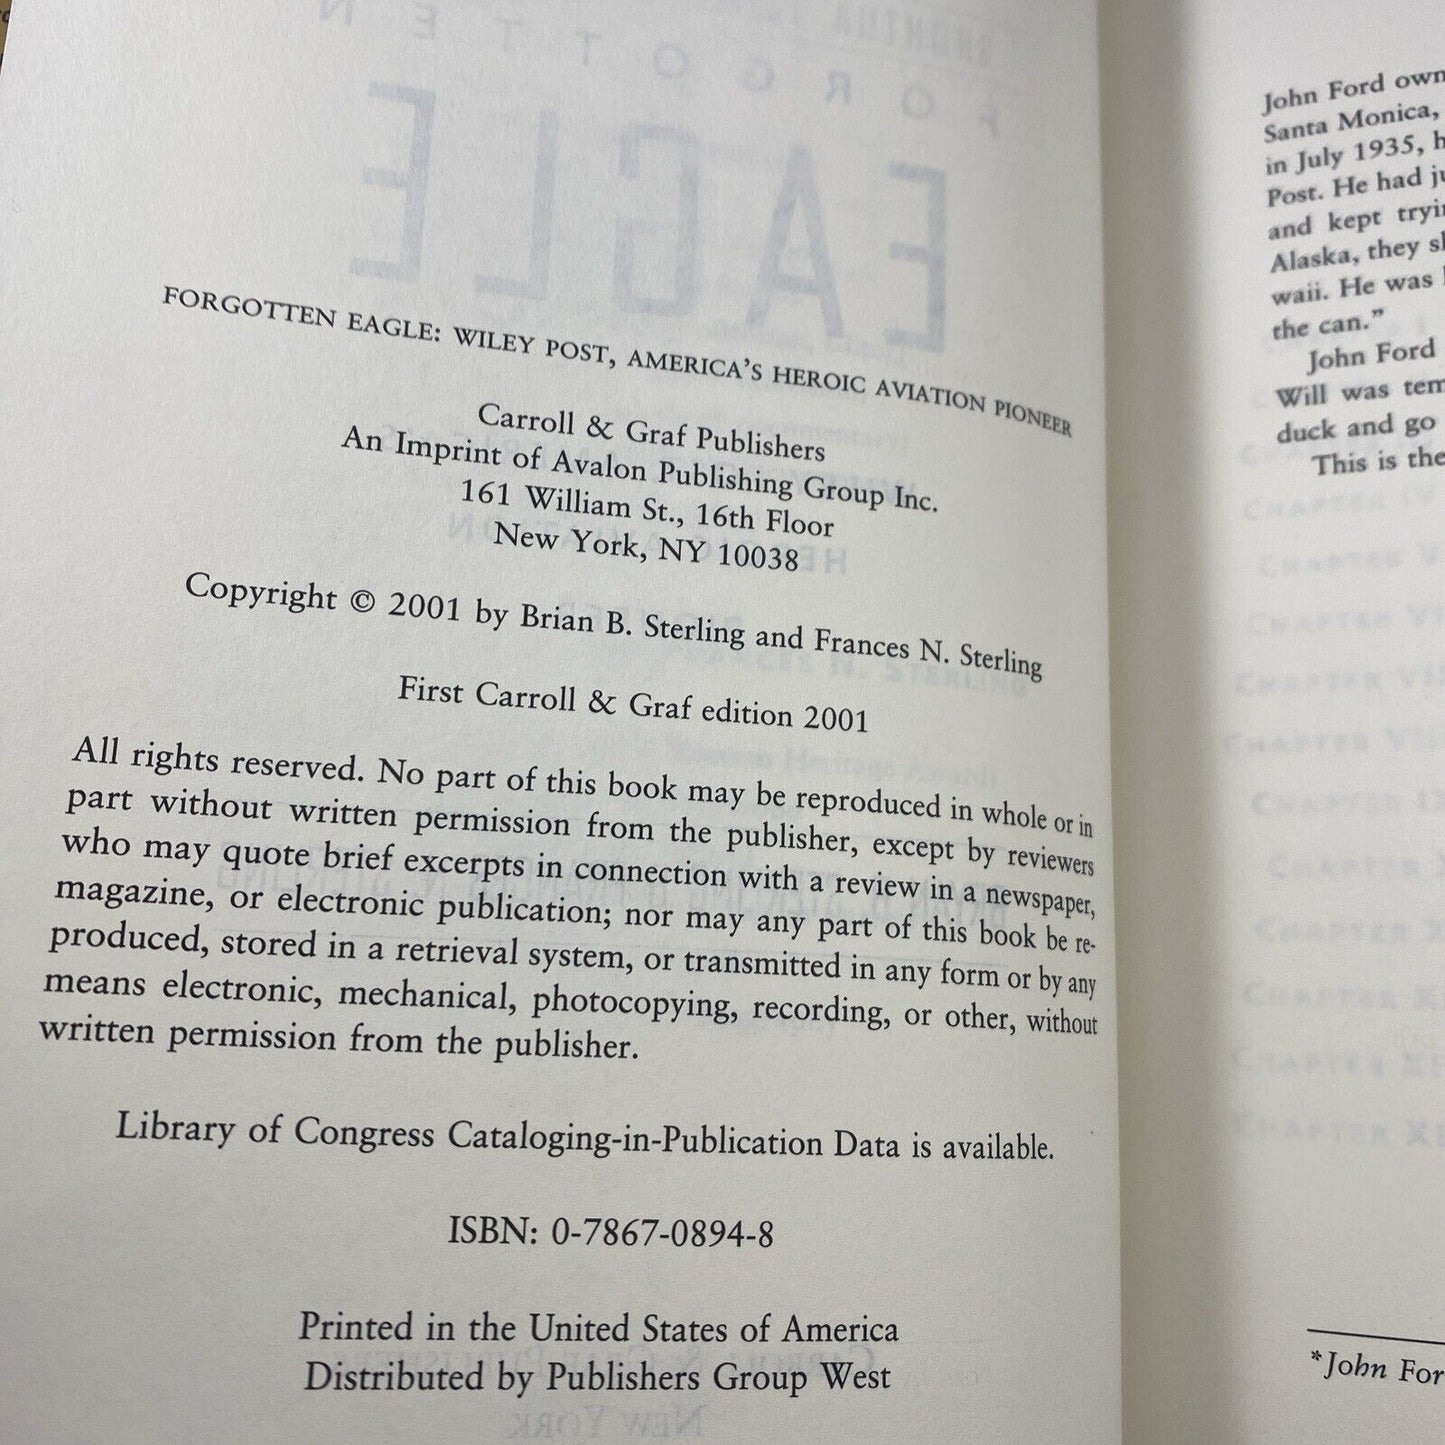 FORGOTTEN EAGLE: WILEY POST, AMERICA'S HEROIC AVIATION PIONEER
Carroll & Graf Publishers
An Imprint of Avalon Publishing Group Inc.
161 William St., 16th Floor
New York, NY 10038
Copyright © 2001 by Brian B. Sterling and Frances N. Sterling
First Carroll & Graf edition 2001
All rights reserved. No part of this book may be reproduced in whole or in
part without written permission from the publisher, except by reviewers
who may quote brief excerpts in connection with a review in a newspaper,
magazine, or electronic publication; nor may any part of this book be re-
produced, stored in a retrieval system, or transmitted in any form or by any
means electronic, mechanical, photocopying, recording, or other, without
written permission from the publisher.
Library of Congress Cataloging-in-Publication Data is available.
ISBN: 0-7867-0894-8
Printed in the United States of America
Distributed by Publishers Group West
John Ford own
Santa Monica,
in July 1935, h
Post. He had ju
and kept tryin
Alaska, they sh
waii. He was
the can."
John Ford
Will was tem
duck and go
This is the
*John For